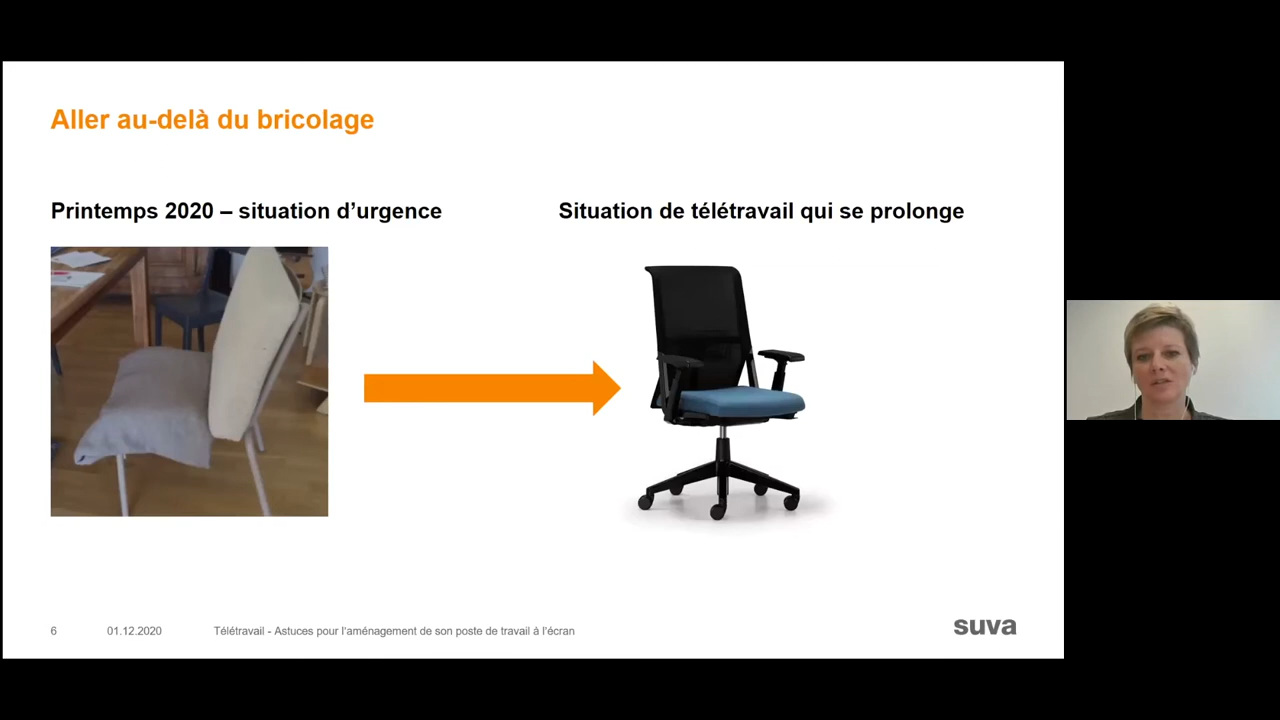 Aller au-delà du bricolage
Printemps 2020 – situation d’urgence
Situation de télétravail qui se prolonge
6
01.12.2020
Télétravail - Astuces pour l'aménagement de son poste de travail à l'écran
suva